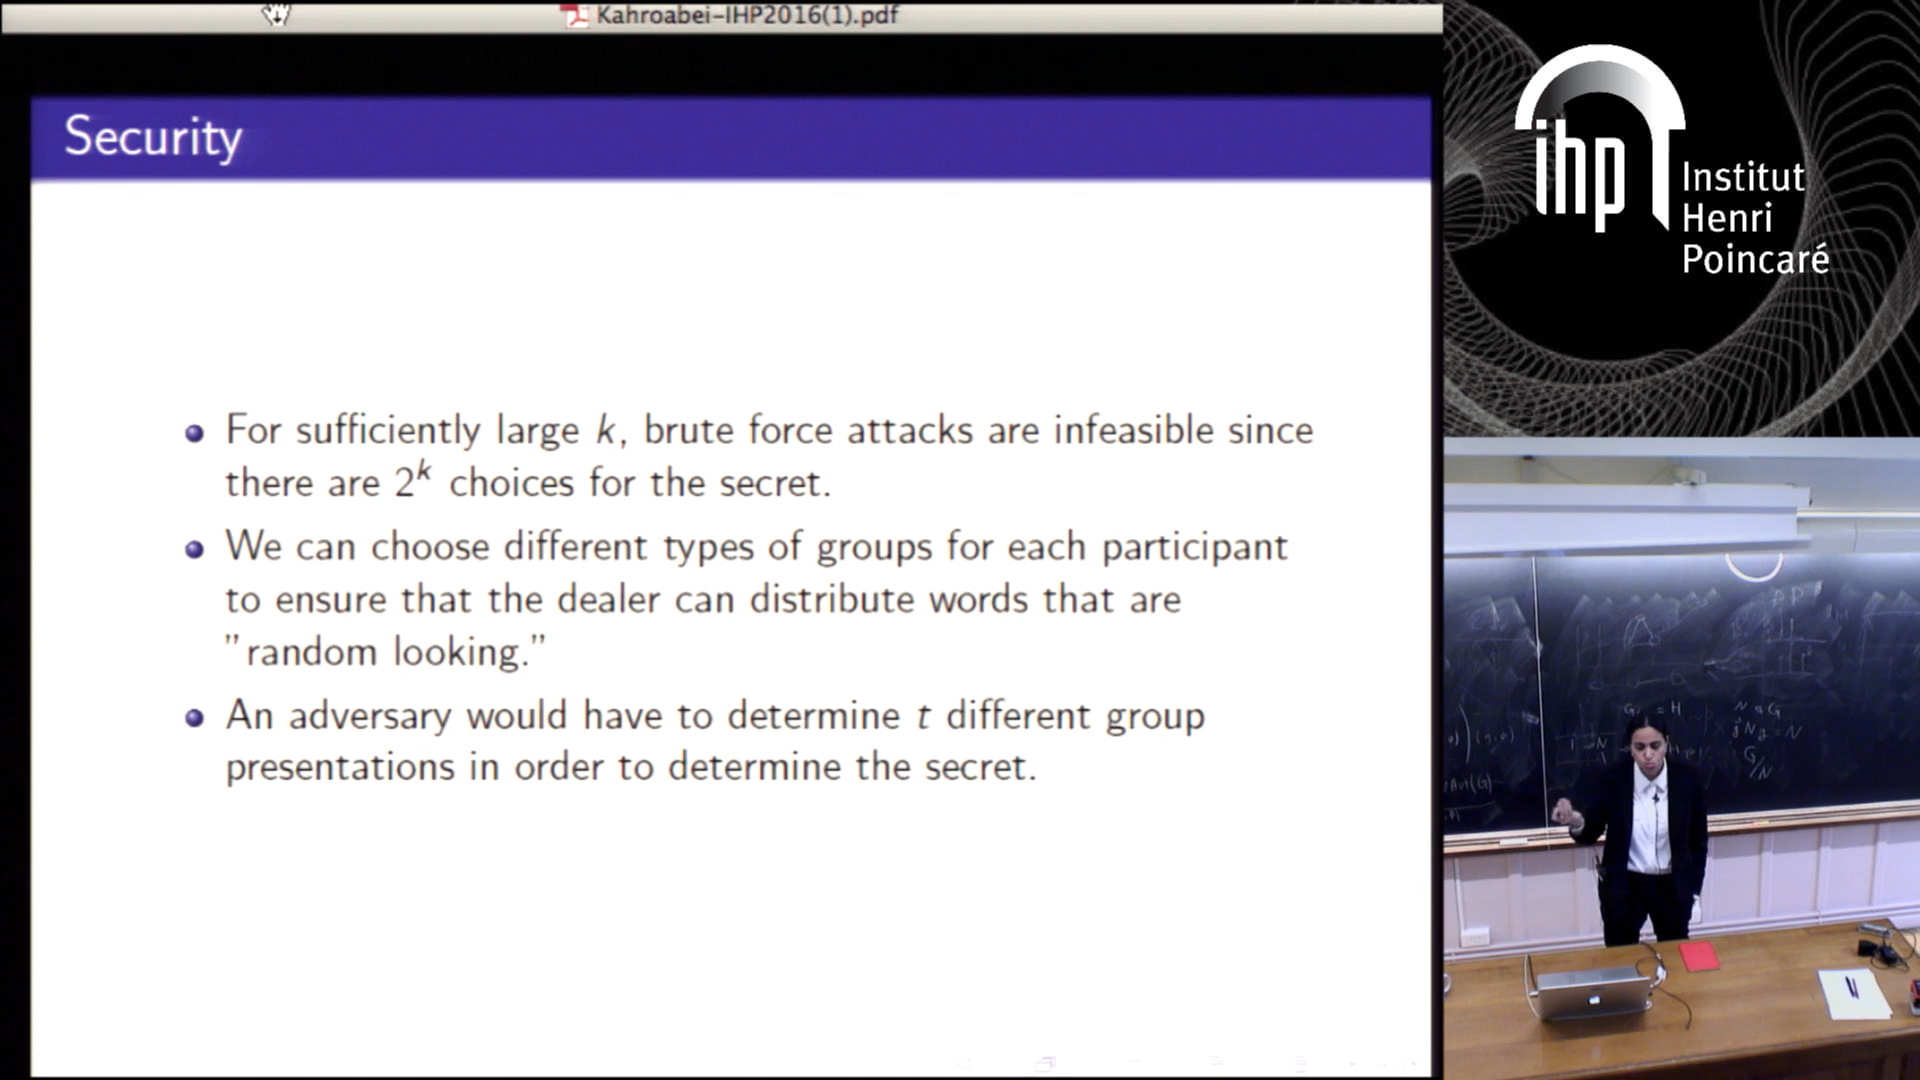 Kahroabei-IHP2016(1).pdf
Security
For sufficiently large k, brute force attacks are infeasible since
there are 2^k choices for the secret.
We can choose different types of groups for each participant
to ensure that the dealer can distribute words that are
"random looking."
An adversary would have to determine t different group
presentations in order to determine the secret.
ihp
Institut
Henri
Poincaré
N ⊲ G
= H
G/N